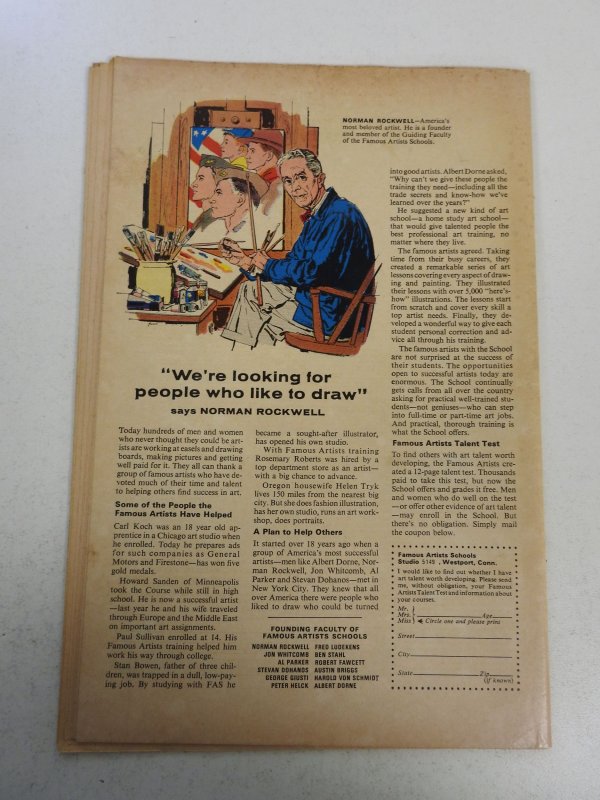 NORMAN ROCKWELL—America's
most beloved artist. He is a founder
and member of the Guiding Faculty
of the Famous Artists Schools.
"We're looking for
people who like to draw"
says NORMAN ROCKWELL
Today hundreds of men and women
who never thought they could be art-
ists are working at easels and drawing
boards, making pictures and getting
well paid for it. They all can thank a
group of famous artists who have de-
voted much of their time and talent
to helping others find success in art.
Some of the People the
Famous Artists Have Helped
Carl Koch was an 18 year old ap-
prentice in a Chicago art studio when
he enrolled. Today he prepares ads
for such companies as General
Motors and Firestone—has won five
gold medals.
Howard Sanden of Minneapolis
took the Course while still in high
school. He is now a successful artist
—last year he and his wife traveled
through Europe and the Middle East
on important art assignments.
Paul Sullivan enrolled at 14. His
Famous Artists training helped him
work his way through college.
Stan Bowen, father of three chil-
dren, was trapped in a dull, low-pay-
ing job. By studying with FAS he
became a sought-after illustrator,
has opened his own studio.
With Famous Artists training
Rosemary Roberts was hired by a
top department store as an artist—
with a big chance to advance.
Oregon housewife Helen Tryk
lives 150 miles from the nearest big
city. But she does fashion illustration,
has her own studio, runs an art work-
shop, does portraits.
A Plan to Help Others
It started over 18 years ago when a
group of America's most successful
artists—men like Albert Dorne, Nor-
man Rockwell, Jon Whitcomb, Al
Parker and Stevan Dohanos—met in
New York City. They knew that all
over America there were people who
liked to draw who could be turned
FOUNDING FACULTY OF
FAMOUS ARTISTS SCHOOLS
NORMAN ROCKWELL FRED LUDEKENS
JON WHITCOMB BEN STAHL
AL PARKER ROBERT FAWCETT
STEVAN DOHANOS AUSTIN BRIGGS
GEORGE GIUSTI HAROLD VON SCHMIDT
PETER HELCK ALBERT DORNE
into good artists. Albert Dorne asked,
"Why can't we give these people the
training they need—including all the
trade secrets and know-how we've
learned over the years?"
He suggested a new kind of art
school—a home study art school—
that would give talented people the
best professional art training, no
matter where they live.
The famous artists agreed. Taking
time from their busy careers, they
created a remarkable series of art
lessons covering every aspect of draw-
ing and painting. They illustrated
their lessons with over 5,000 "here's-
how" illustrations. The lessons start
from scratch and cover every skill a
top artist needs. Finally, they de-
veloped a wonderful way to give each
student personal correction and ad-
vice all through his training.
The famous artists with the School
are not surprised at the success of
their students. The opportunities
open to successful artists today are
enormous. The School continually
gets calls from all over the country
asking for practical well-trained stu-
dents—not geniuses—who can step
into full-time or part-time art jobs.
And practical, thorough training is
what the School offers.
Famous Artists Talent Test
To find others with art talent worth
developing, the Famous Artists cre-
ated a 12-page talent test. Thousands
paid to take this test, but now the
School offers and grades it free. Men
and women who do well on the test
—or offer other evidence of art talent
—may enroll in the School. But
there's no obligation. Simply mail
the coupon below.
Famous Artists Schools
Studio 5149 , Westport, Conn.
I would like to find out whether I have
art talent worth developing. Please send
me, without obligation, your Famous
Artists Talent Test and information about
your courses.
Mr.
Mrs. Age
Miss Circle one and please print
Street
City
State Zip
(if known)